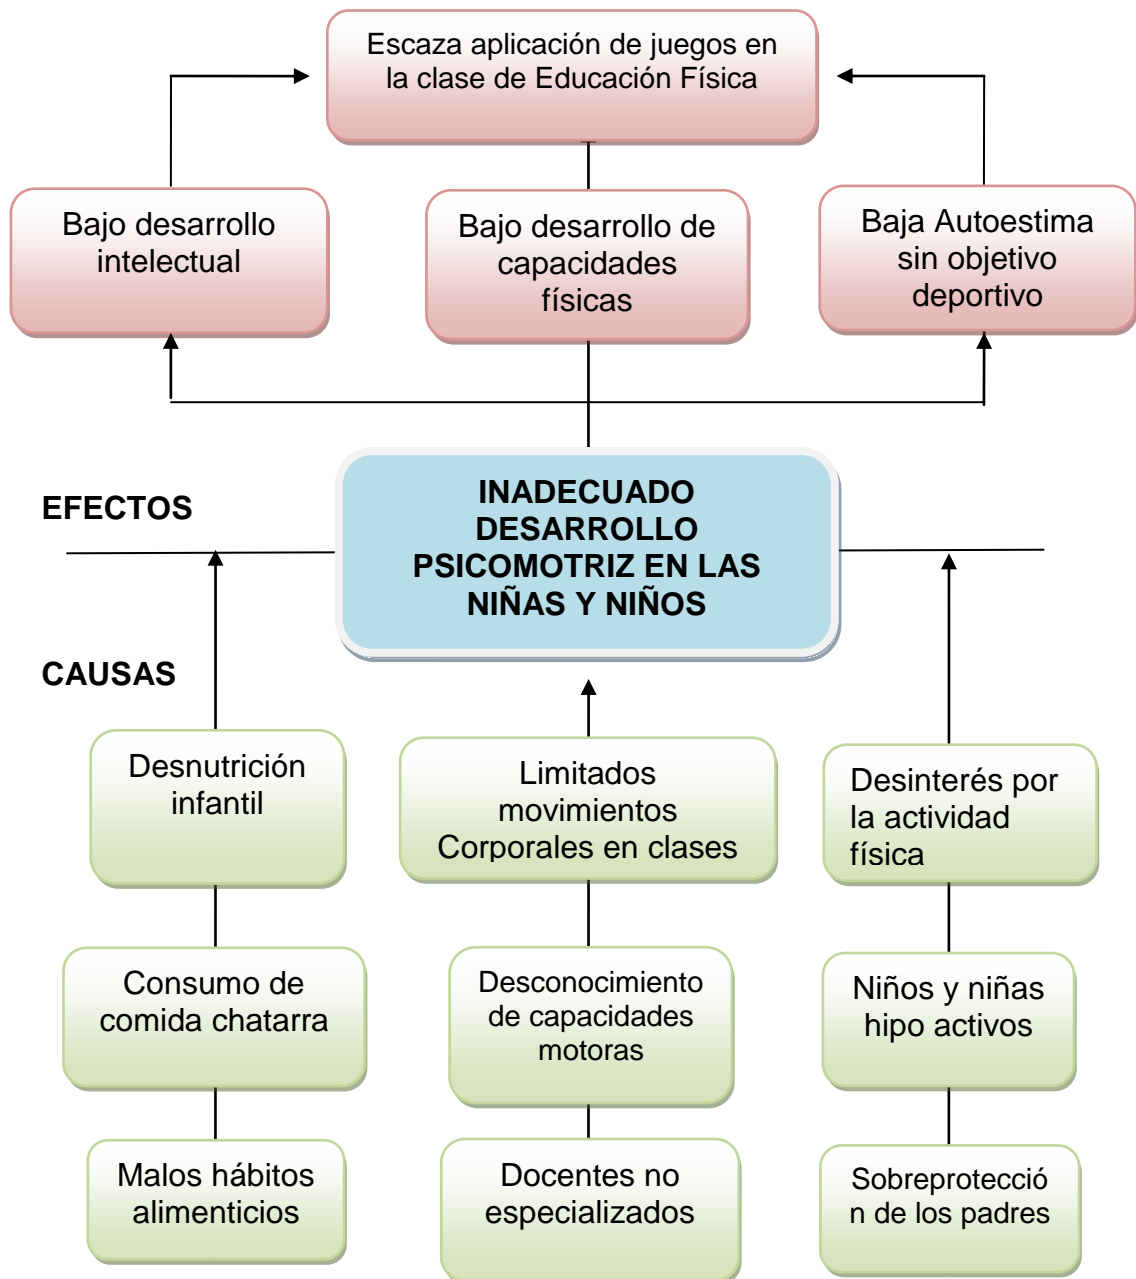 Escaza aplicación de juegos en
la clase de Educación Física
Bajo desarrollo
intelectual
Bajo desarrollo de
capacidades
físicas
Baja Autoestima
sin objetivo
deportivo
EFECTOS
INADECUADO
DESARROLLO
PSICOMOTRIZ EN LAS
NIÑAS Y NIÑOS
CAUSAS
Desnutrición
infantil
Limitados
movimientos
Corporales en clases
Desinterés por
la actividad
física
Consumo de
comida chatarra
Desconocimiento
de capacidades
motoras
Niños y niñas
hipo activos
Malos hábitos
alimenticios
Docentes no
especializados
Sobreprotecció
n de los padres